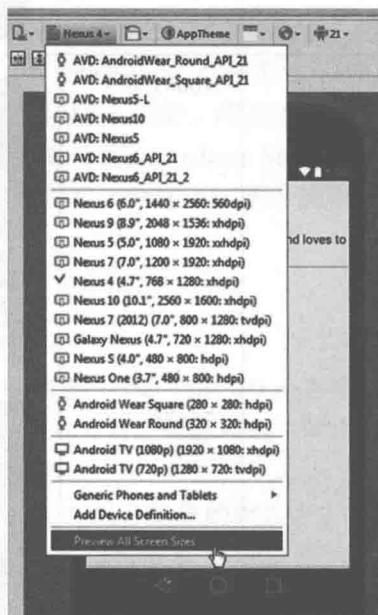 Nexus 4
AppTheme
21
AVD: AndroidWear_Round_API_21
AVD: AndroidWear_Square_API_21
AVD: Nexus5-L
AVD: Nexus10
AVD: Nexus5
AVD: Nexus6_API_21
AVD: Nexus6_API_21_2
Nexus 6 (6.0", 1440 × 2560: 560dpi)
Nexus 9 (8.9", 2048 × 1536: xhdpi)
Nexus 5 (5.0", 1080 × 1920: xxhdpi)
Nexus 7 (7.0", 1200 × 1920: xhdpi)
nd loves to
Nexus 4 (4.7", 768 × 1280: xhdpi)
Nexus 10 (10.1", 2560 × 1600: xhdpi)
Nexus 7 (2012) (7.0", 800 × 1280: tvdpi)
Galaxy Nexus (4.7", 720 × 1280: xhdpi)
Nexus S (4.0", 480 × 800: hdpi)
Nexus One (3.7", 480 × 800: hdpi)
Android Wear Square (280 × 280: hdpi)
Android Wear Round (320 × 320: hdpi)
Android TV (1080p) (1920 × 1080: xhdpi)
Android TV (720p) (1280 × 720: tvdpi)
Generic Phones and Tablets
Add Device Definition...
Preview All Screen Sizes